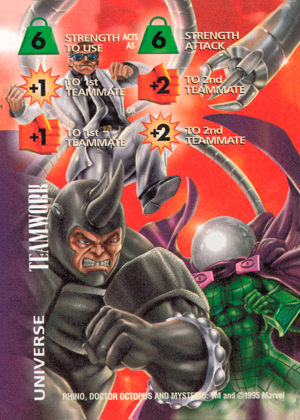 6 STRENGTH TO USE ACTS AS 6 STRENGTH ATTACK
+1 TO 1st TEAMMATE +2 TO 2nd TEAMMATE
OR
+1 TO 1st TEAMMATE +2 TO 2nd TEAMMATE
UNIVERSE TEAMWORK
RHINO, DOCTOR OCTOPUS AND MYSTERIO: TM and ©1995 Marvel